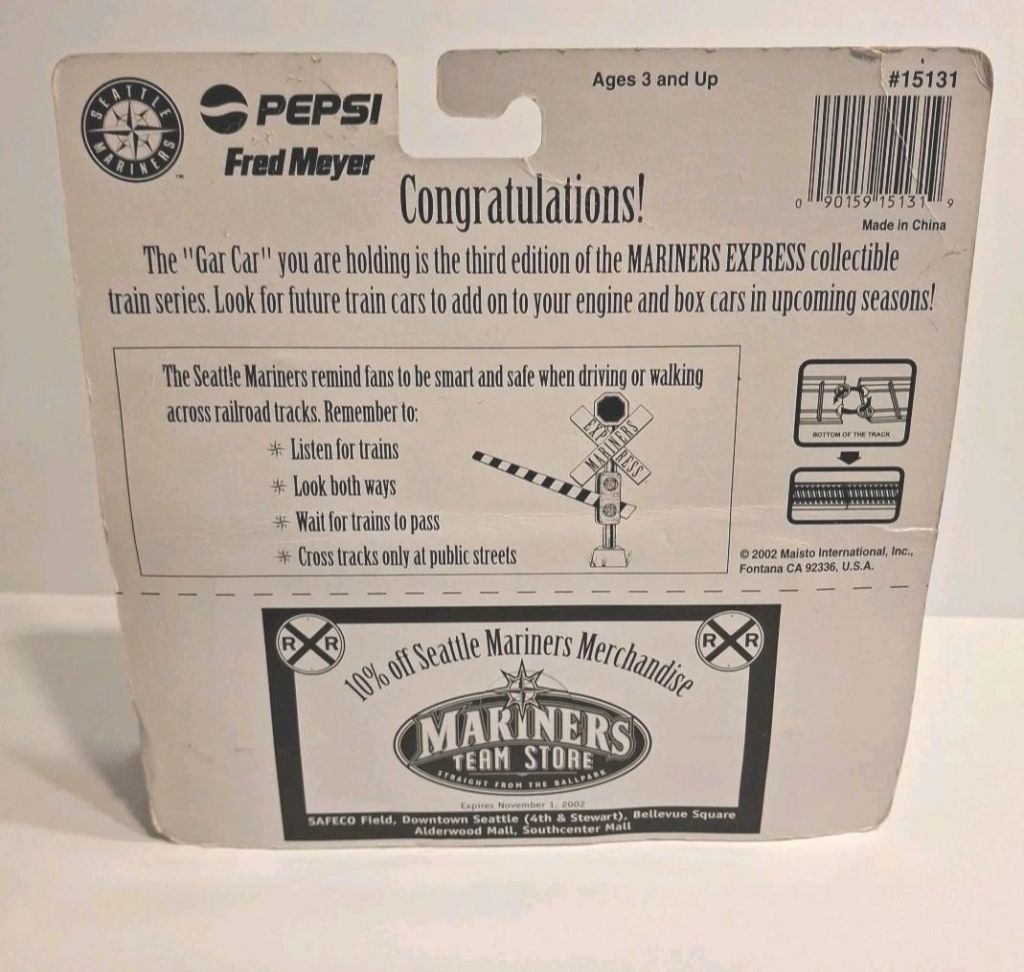 SEATTLE MARINERS
TM
PEPSI
Fred Meyer
Ages 3 and Up
#15131
0 90159 15131 9
Made in China
Congratulations!
The "Gar Car" you are holding is the third edition of the MARINERS EXPRESS collectible
train series. Look for future train cars to add on to your engine and box cars in upcoming seasons!
The Seattle Mariners remind fans to be smart and safe when driving or walking
across railroad tracks. Remember to:
Listen for trains
Look both ways
Wait for trains to pass
Cross tracks only at public streets
MARINERS
EXPRESS
BOTTOM OF THE TRACK
© 2002 Maisto International, Inc.,
Fontana CA 92336, U.S.A.
R R
R R
10% off Seattle Mariners Merchandise
MARINERS
TEAM STORE
STRAIGHT FROM THE BALLPARK
Expires November 1, 2002
SAFECO Field, Downtown Seattle (4th & Stewart), Bellevue Square
Alderwood Mall, Southcenter Mall